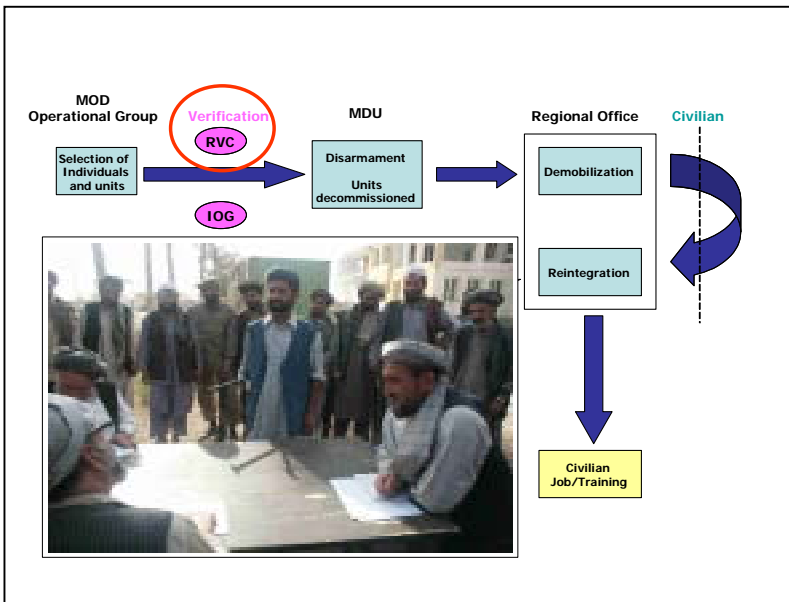 MOD
Operational Group
Selection of
Individuals
and units
Verification
RVC
IOG
MDU
Disarmament
Units
decommissioned
Regional Office
Demobilization
Reintegration
Civilian
Civilian
Job/Training